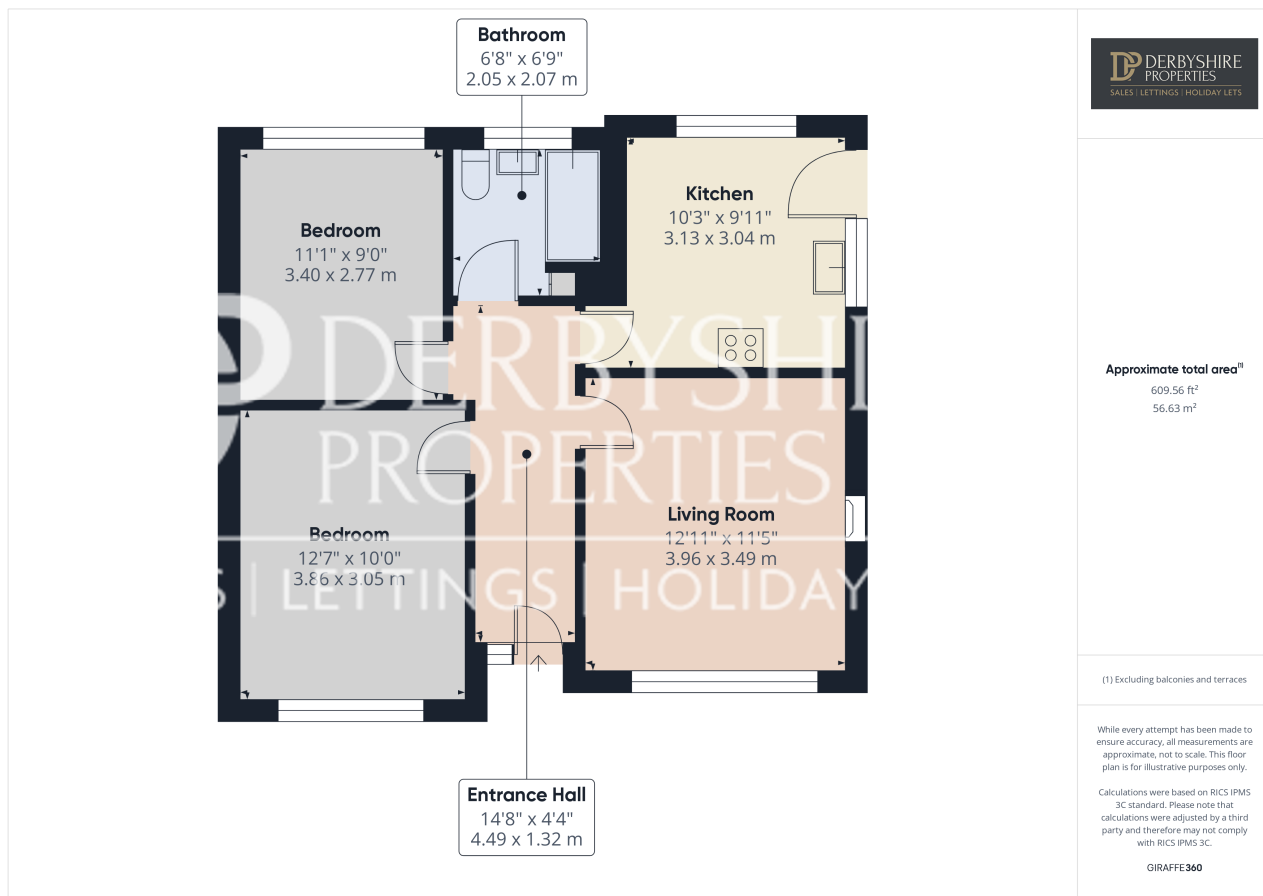 Bathroom
6'8" x 6'9"
2.05 x 2.07 m
Bedroom
11'1" x 9'0"
3.40 x 2.77 m
Kitchen
10'3" x 9'11"
3.13 x 3.04 m
Bedroom
12'7" x 10'0"
3.86 x 3.05 m
Living Room
12'11" x 11'5"
3.96 x 3.49 m
Entrance Hall
14'8" x 4'4"
4.49 x 1.32 m
DERBYSHI
PROPERTIES
S | LETTINGS | HOLIDAY
DP DERBYSHIRE
PROPERTIES
SALES | LETTINGS | HOLIDAY LETS
Approximate total area(1)
609.56 ft²
56.63 m²
(1) Excluding balconies and terraces
While every attempt has been made to
ensure accuracy, all measurements are
approximate, not to scale. This floor
plan is for illustrative purposes only.
Calculations were based on RICS IPMS
3C standard. Please note that
calculations were adjusted by a third
party and therefore may not comply
with RICS IPMS 3C.
GIRAFFE360